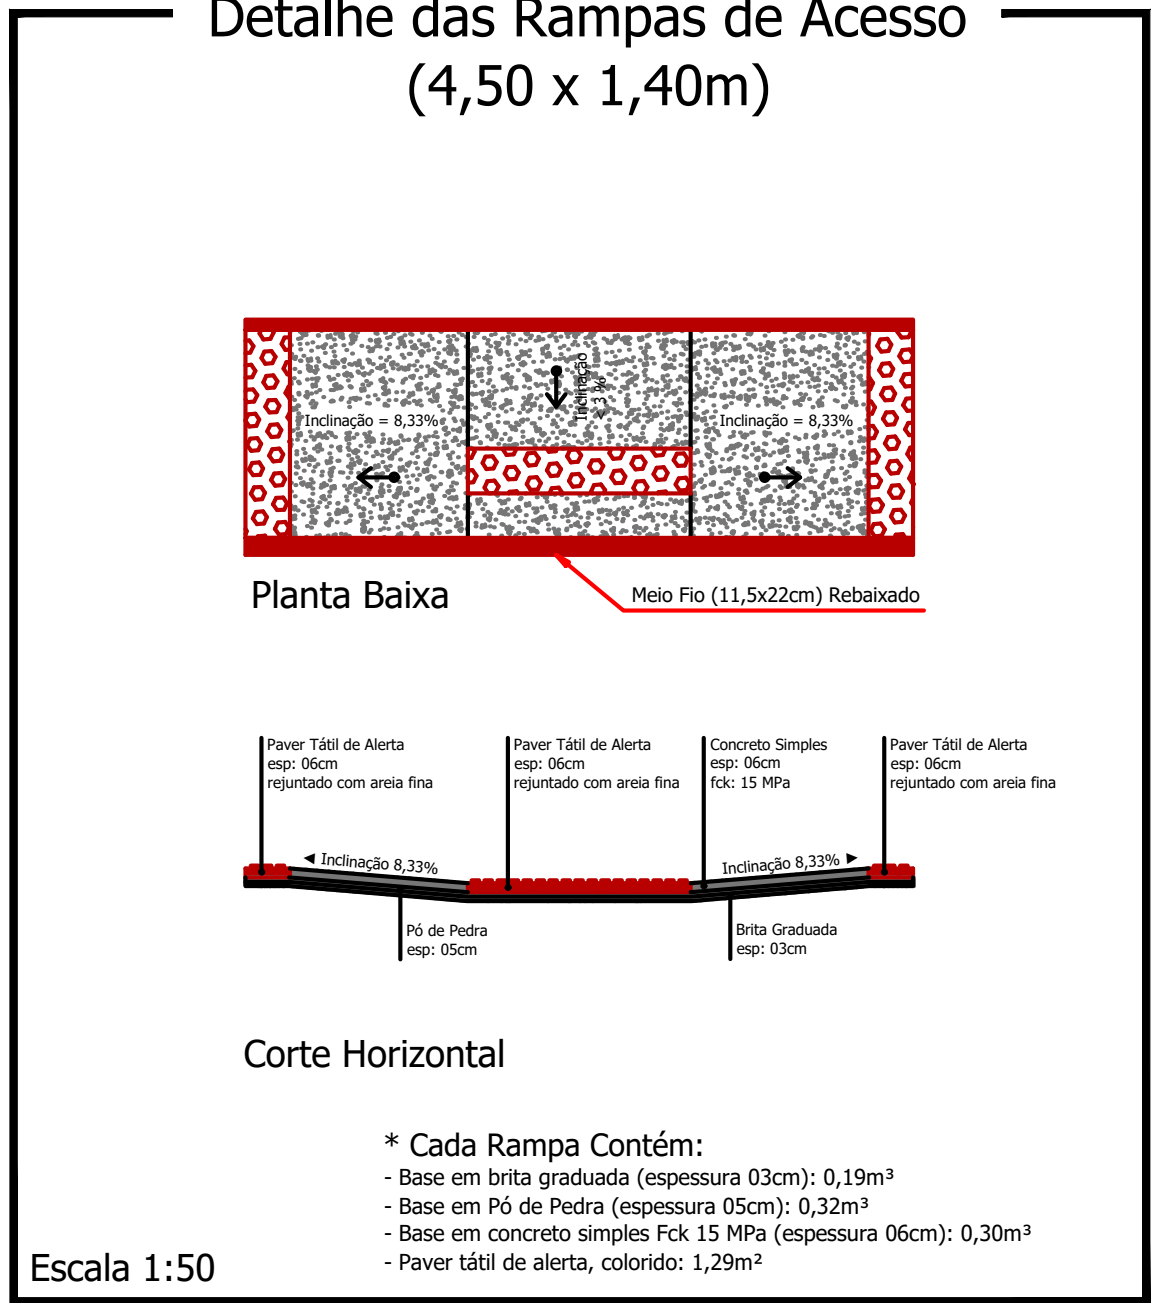 Detalhe das Rampas de Acesso
(4,50 x 1,40m)
Inclinação
< 3 %
Inclinação = 8,33%
Inclinação = 8,33%
Planta Baixa
Meio Fio (11,5x22cm) Rebaixado
Paver Tátil de Alerta
esp: 06cm
rejuntado com areia fina
Paver Tátil de Alerta
esp: 06cm
rejuntado com areia fina
Concreto Simples
esp: 06cm
fck: 15 MPa
Paver Tátil de Alerta
esp: 06cm
rejuntado com areia fina
◄ Inclinação 8,33%
Inclinação 8,33% ►
Pó de Pedra
esp: 05cm
Brita Graduada
esp: 03cm
Corte Horizontal
* Cada Rampa Contém:
- Base em brita graduada (espessura 03cm): 0,19m³
- Base em Pó de Pedra (espessura 05cm): 0,32m³
- Base em concreto simples Fck 15 MPa (espessura 06cm): 0,30m³
- Paver tátil de alerta, colorido: 1,29m²
Escala 1:50